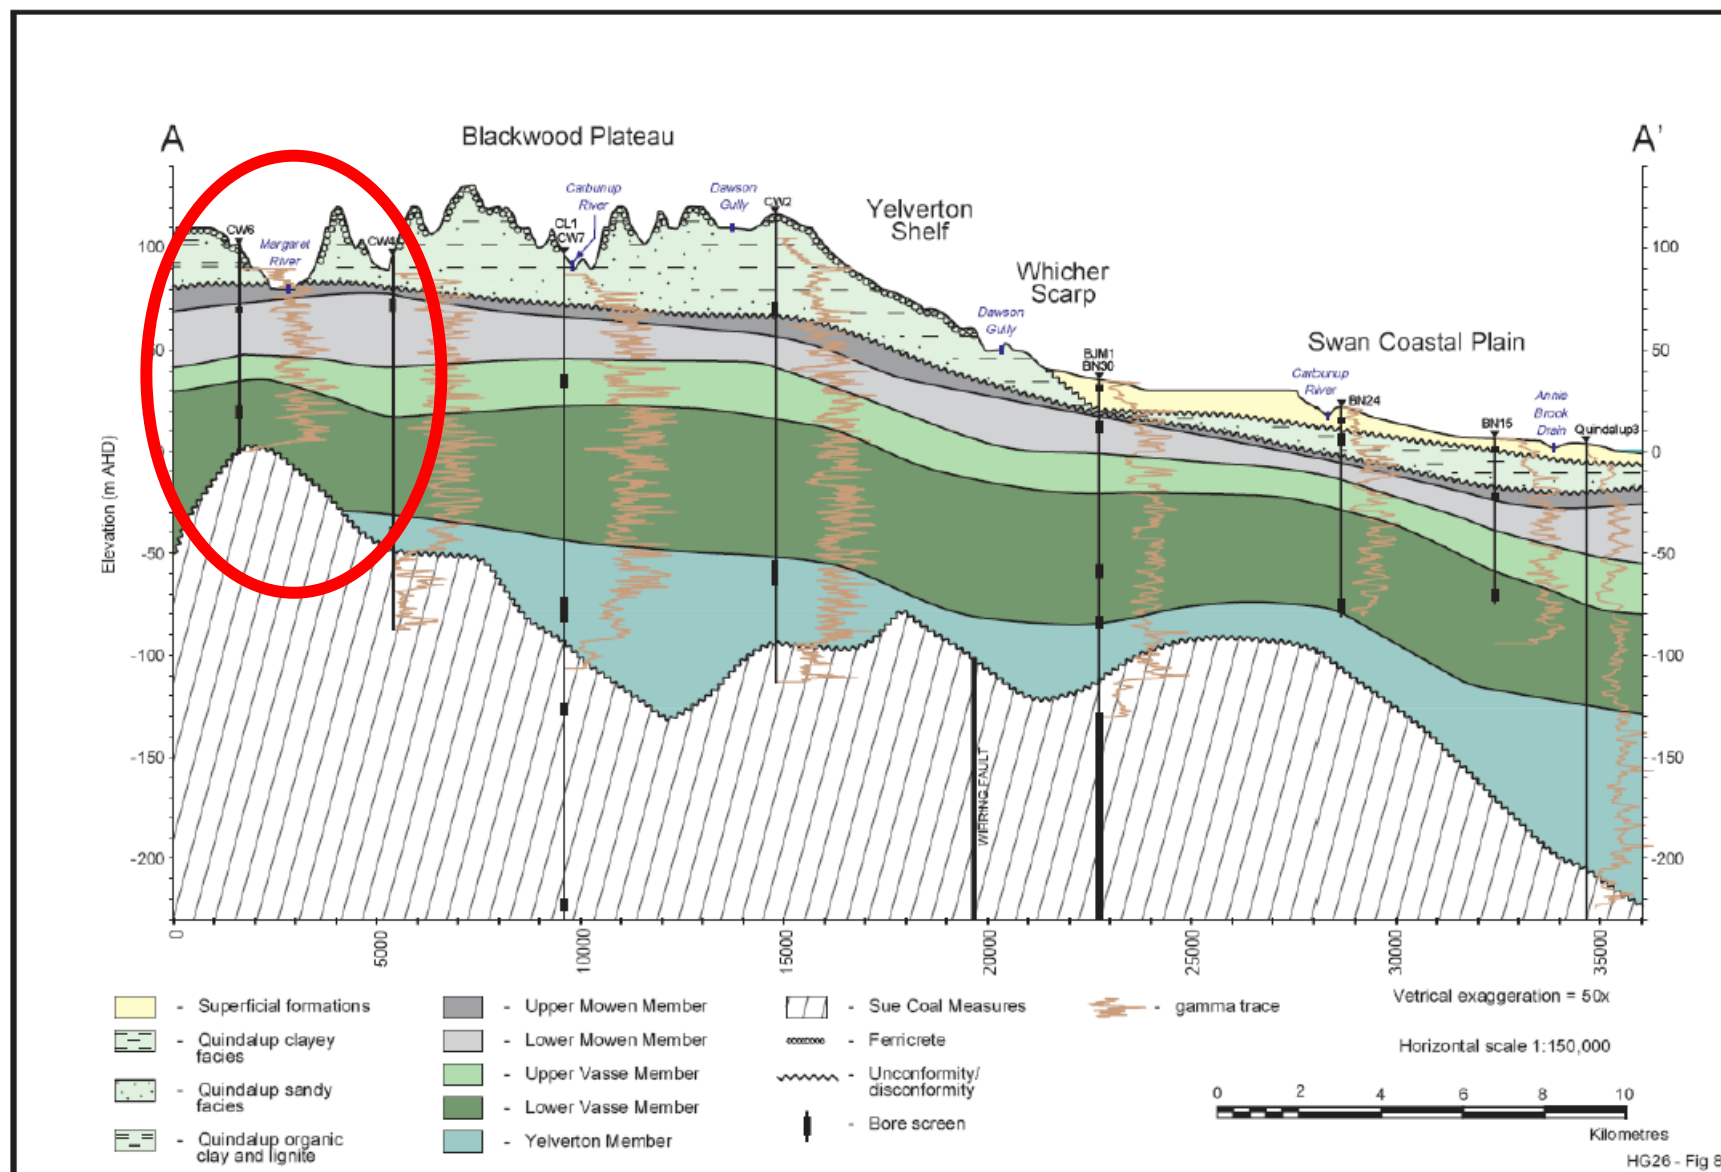 A
Blackwood Plateau
A'
Yelverton
Shelf
Whicher
Scarp
Swan Coastal Plain
CW6
Margaret
River
CW4
CL1
CW7
Carbunup
River
Dawson
Gully
CW2
Dawson
Gully
BJM1
BN30
Carbunup
River
BN24
BN15
Annie
Brook
Drain
Quindalup3
Elevation (m AHD)
100
-50
-100
-150
-200
100
50
0
-50
-100
-150
-200
WIRRING FAULT
0
5000
10000
15000
20000
25000
30000
35000
- Superficial formations
- Quindalup clayey
facies
- Quindalup sandy
facies
- Quindalup organic
clay and lignite
- Upper Mowen Member
- Lower Mowen Member
- Upper Vasse Member
- Lower Vasse Member
- Yelverton Member
- Sue Coal Measures
- Ferricrete
- Unconformity/
disconformity
- Bore screen
- gamma trace
Vetrical exaggeration = 50x
Horizontal scale 1:150,000
0 2 4 6 8 10
Kilometres
HG26 - Fig 8